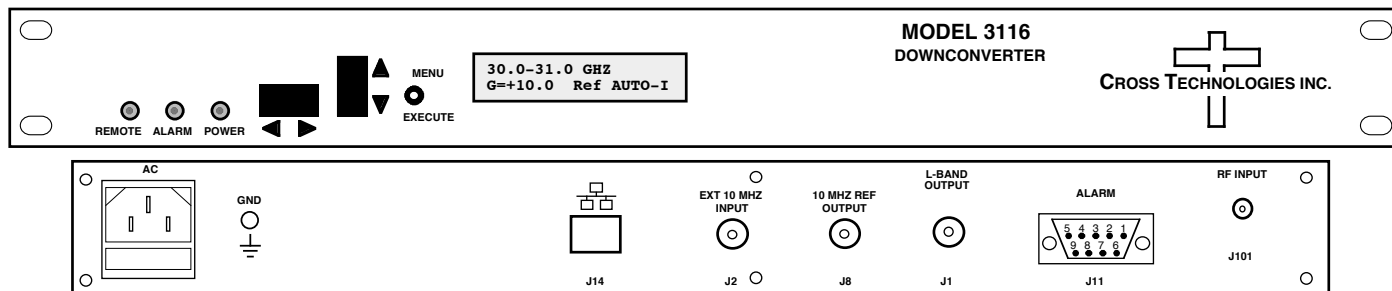 MODEL 3116
DOWNCONVERTER
CROSS TECHNOLOGIES INC.
30.0-31.0 GHZ
G=+10.0 Ref AUTO-I
MENU
EXECUTE
REMOTE ALARM POWER
AC
GND
J14
EXT 10 MHZ
INPUT
J2
10 MHZ REF
OUTPUT
J8
L-BAND
OUTPUT
J1
ALARM
5 4 3 2 1
9 8 7 6
J11
RF INPUT
J101